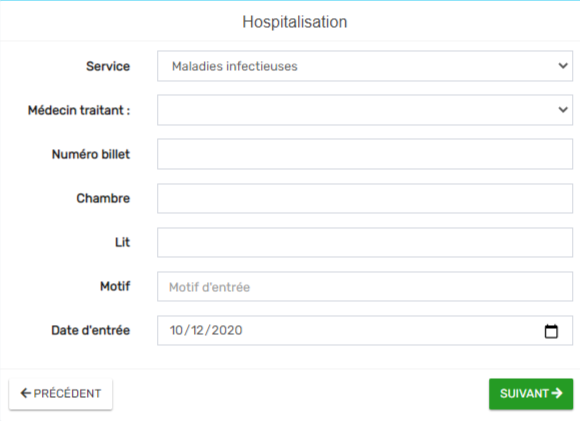 Hospitalisation
Service Maladies infectieuses
Médecin traitant :
Numéro billet
Chambre
Lit
Motif Motif d'entrée
Date d'entrée 10/12/2020
PRÉCÉDENT SUIVANT